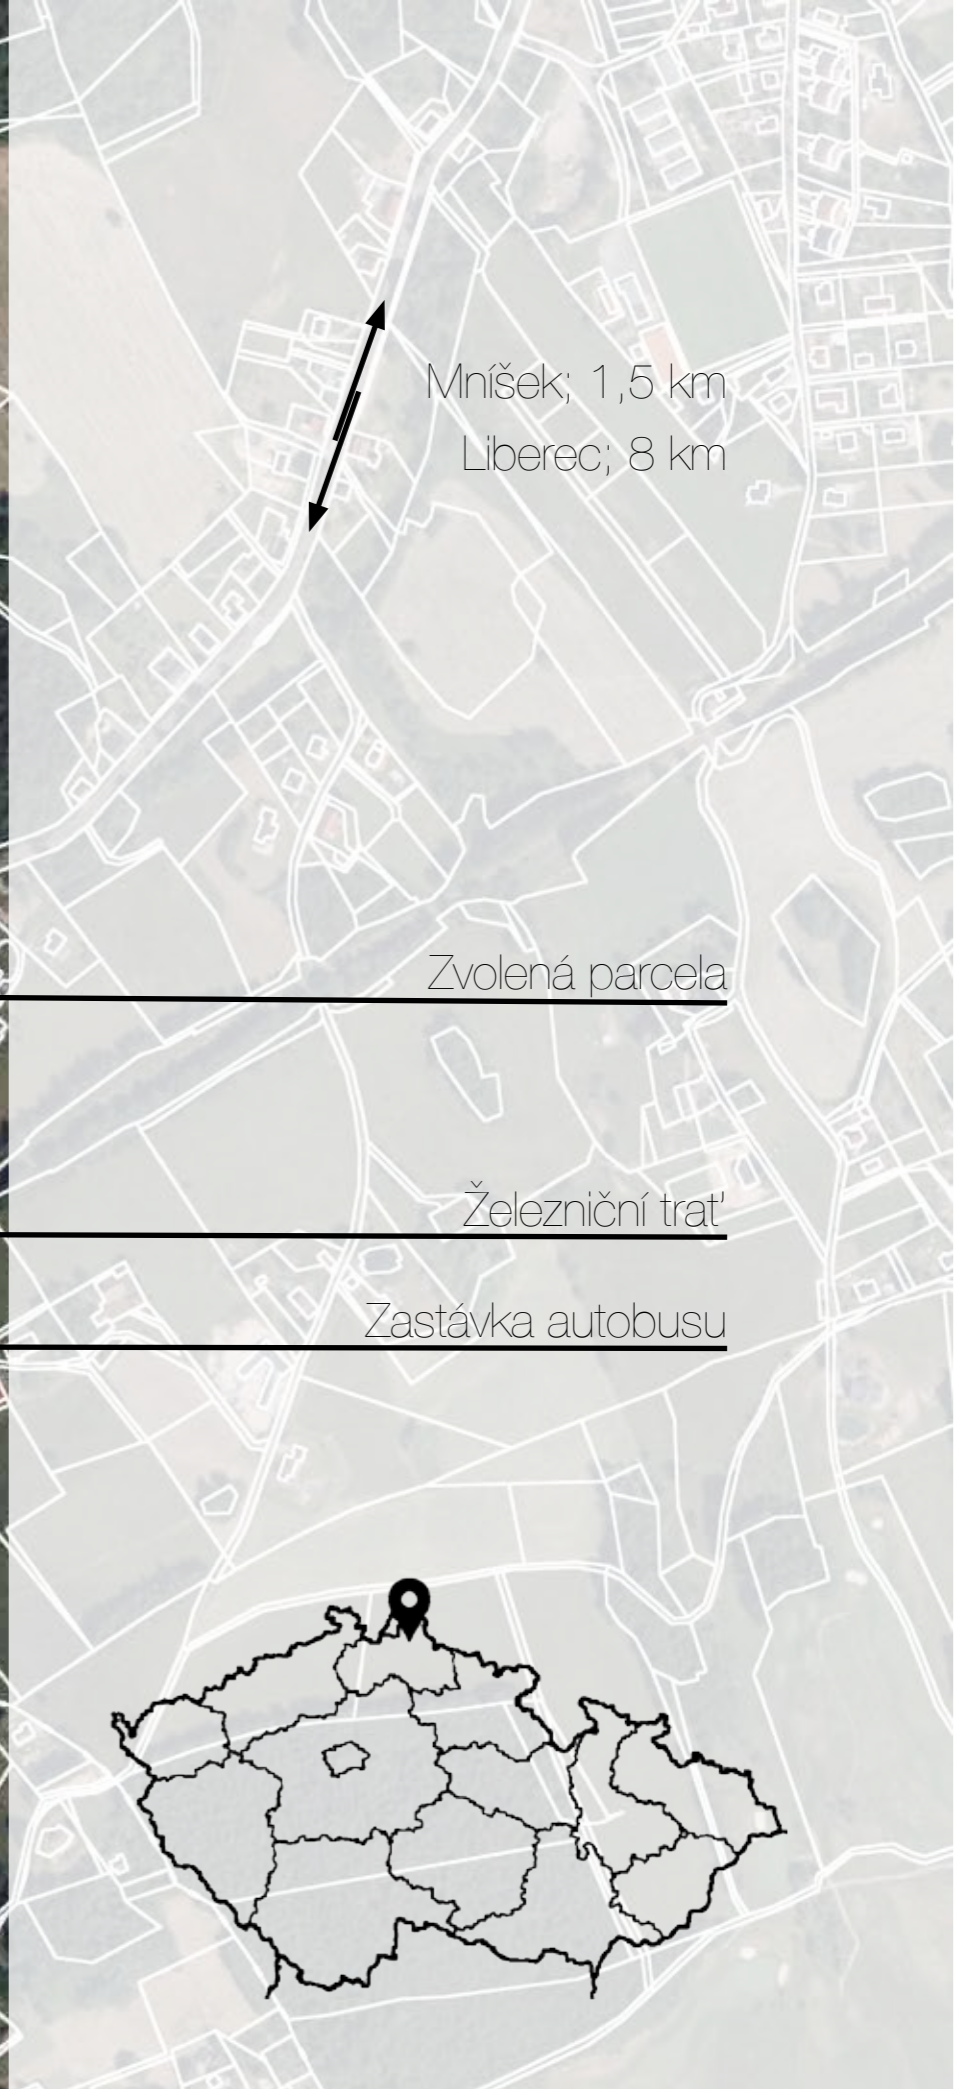 Mníšek; 1,5 km
Liberec; 8 km
Zvolená parcela
Železniční trať
Zastávka autobusu